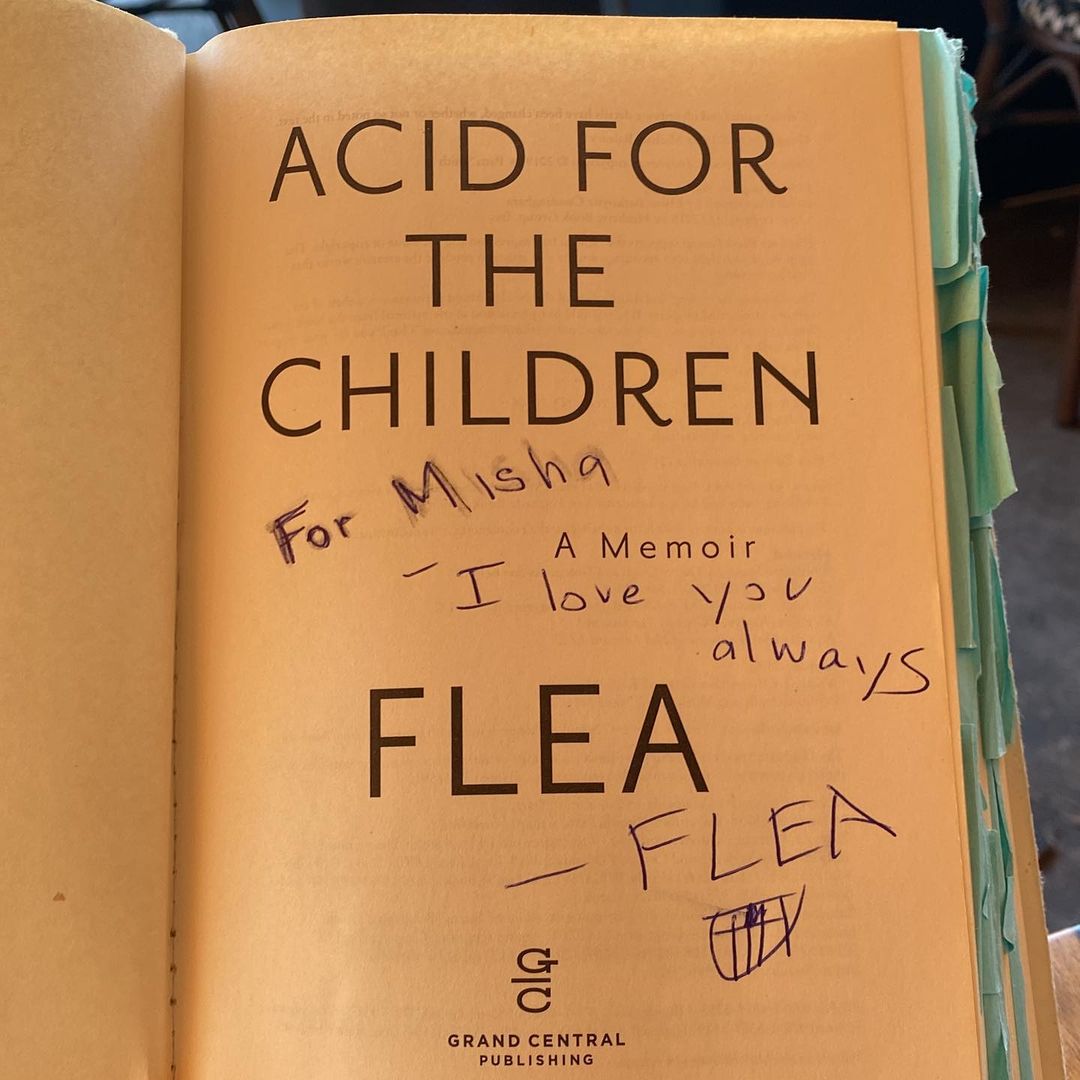 ACID FOR
THE
CHILDREN
For Misha
A Memoir
– I love you
always
FLEA
– FLEA
GRAND CENTRAL
PUBLISHING